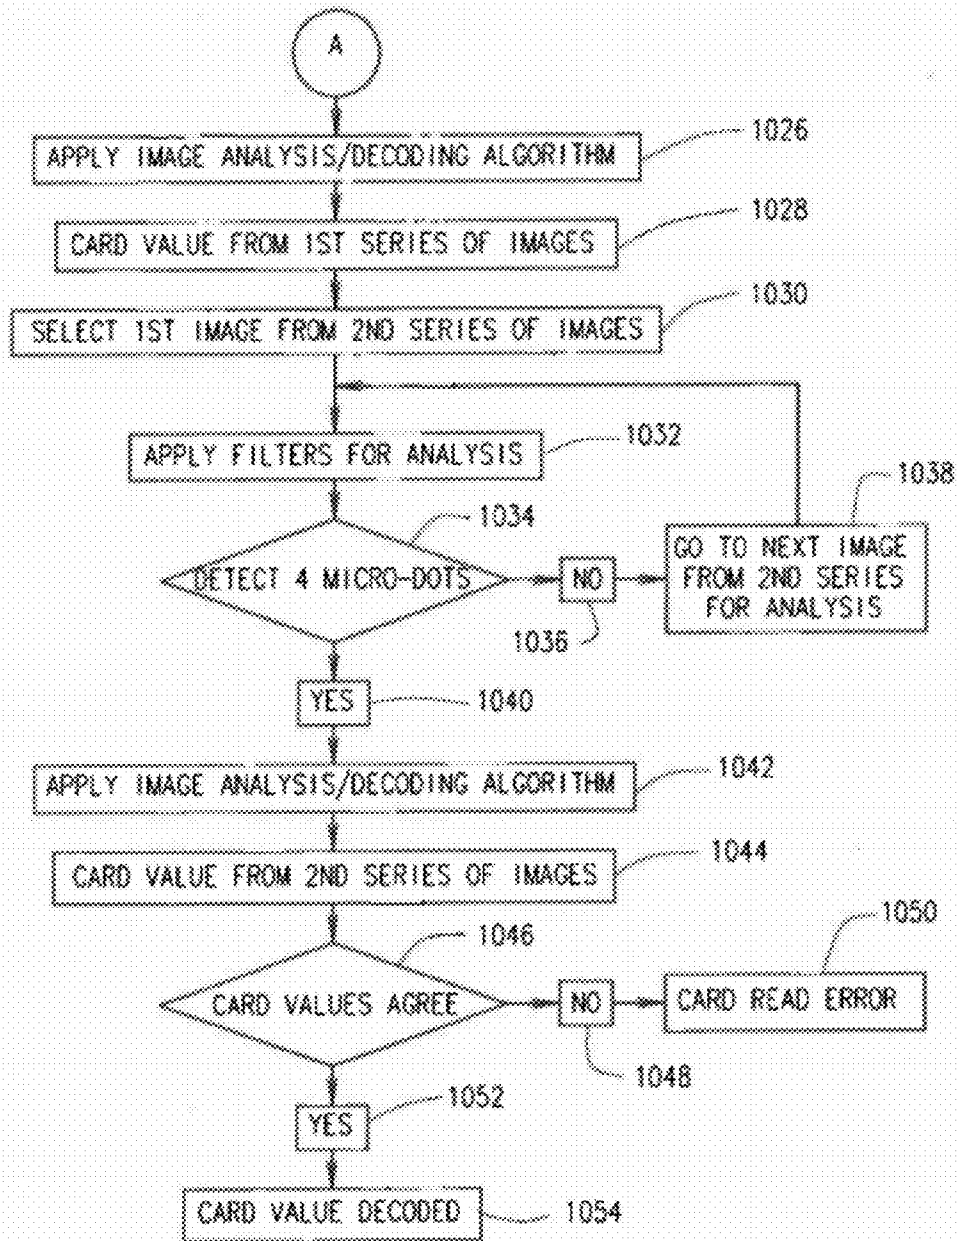 A
APPLY IMAGE ANALYSIS/DECODING ALGORITHM
1026
CARD VALUE FROM 1ST SERIES OF IMAGES
1028
SELECT 1ST IMAGE FROM 2ND SERIES OF IMAGES
1030
APPLY FILTERS FOR ANALYSIS
1032
DETECT 4 MICRO-DOTS
1034
NO
1036
GO TO NEXT IMAGE
FROM 2ND SERIES
FOR ANALYSIS
1038
YES
1040
APPLY IMAGE ANALYSIS/DECODING ALGORITHM
1042
CARD VALUE FROM 2ND SERIES OF IMAGES
1044
CARD VALUES AGREE
1046
NO
1048
CARD READ ERROR
1050
YES
1052
CARD VALUE DECODED
1054